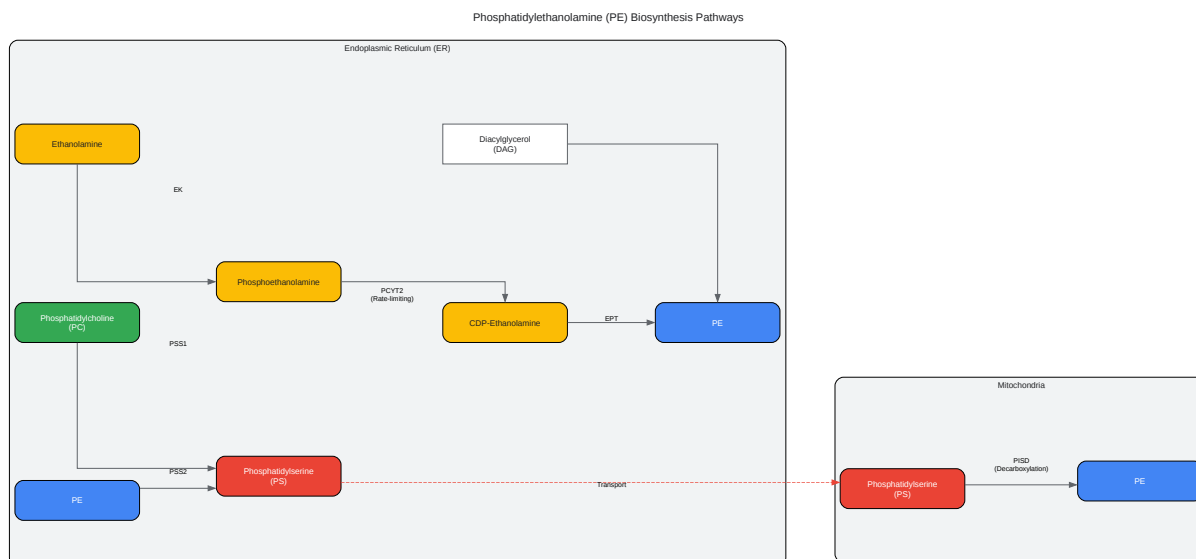 Phosphatidylethanolamine (PE) Biosynthesis Pathways
Endoplasmic Reticulum (ER)
Ethanolamine
Diacylglycerol
(DAG)
EK
Phosphoethanolamine
PCYT2
(Rate-limiting)
Phosphatidylcholine
(PC)
CDP-Ethanolamine
EPT
PE
PSS1
Mitochondria
PSS2
Phosphatidylserine
(PS)
PE
Transport
Phosphatidylserine
(PS)
PISD
(Decarboxylation)
PE